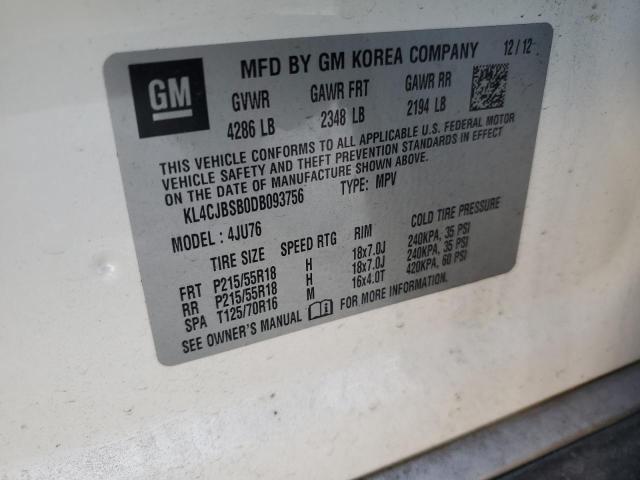 GM
MFD BY GM KOREA COMPANY 12/12
GVWR GAWR FRT GAWR RR
4286 LB 2348 LB 2194 LB
THIS VEHICLE CONFORMS TO ALL APPLICABLE U.S. FEDERAL MOTOR
VEHICLE SAFETY AND THEFT PREVENTION STANDARDS IN EFFECT
ON THE DATE OF MANUFACTURE SHOWN ABOVE.
KL4CJBSB0DB093756 TYPE: MPV
MODEL : 4JU76
TIRE SIZE SPEED RTG RIM COLD TIRE PRESSURE
FRT P215/55R18 H 18x7.0J 240KPA, 35 PSI
RR P215/55R18 H 18x7.0J 240KPA, 35 PSI
SPA T125/70R16 M 16x4.0T 420KPA, 60 PSI
SEE OWNER'S MANUAL FOR MORE INFORMATION.